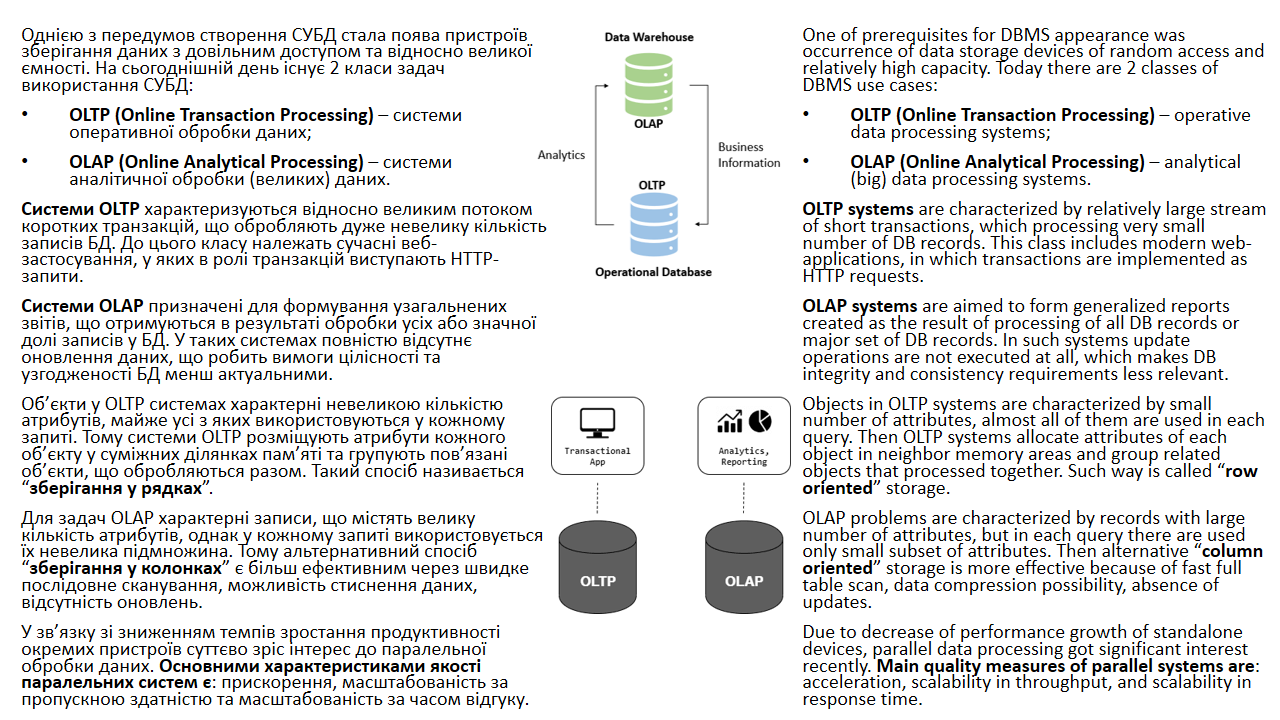 Однією з передумов створення СУБД стала поява пристроїв
зберігання даних з довільним доступом та відносно великої
ємності. На сьогоднішній день існує 2 класи задач
використання СУБД:
• OLTP (Online Transaction Processing) – системи
оперативної обробки даних;
• OLAP (Online Analytical Processing) – системи
аналітичної обробки (великих) даних.
Системи OLTP характеризуються відносно великим потоком
коротких транзакцій, що обробляють дуже невелику кількість
записів БД. До цього класу належать сучасні веб-
застосування, у яких в ролі транзакцій виступають HTTP-
запити.
Системи OLAP призначені для формування узагальнених
звітів, що отримуються в результаті обробки усіх або значної
долі записів у БД. У таких системах повністю відсутнє
оновлення даних, що робить вимоги цілісності та
узгодженості БД менш актуальними.
Об’єкти у OLTP системах характерні невеликою кількістю
атрибутів, майже усі з яких використовуються у кожному
запиті. Тому системи OLTP розміщують атрибути кожного
об’єкту у суміжних ділянках пам’яті та групують пов’язані
об’єкти, що обробляються разом. Такий спосіб називається
“зберігання у рядках”.
Для задач OLAP характерні записи, що містять велику
кількість атрибутів, однак у кожному запиті використовується
їх невелика підмножина. Тому альтернативний спосіб
“зберігання у колонках” є більш ефективним через швидке
послідовне сканування, можливість стиснення даних,
відсутність оновлень.
У зв’язку зі зниженням темпів зростання продуктивності
окремих пристроїв суттєво зріс інтерес до паралельної
обробки даних. Основними характеристиками якості
паралельних систем є: прискорення, масштабованість за
пропускною здатністю та масштабованість за часом відгуку.
Data Warehouse
OLAP
Analytics
Business
Information
OLTP
Operational Database
Transactional
App
Analytics,
Reporting
OLTP
OLAP
One of prerequisites for DBMS appearance was
occurrence of data storage devices of random access and
relatively high capacity. Today there are 2 classes of
DBMS use cases:
• OLTP (Online Transaction Processing) – operative
data processing systems;
• OLAP (Online Analytical Processing) – analytical
(big) data processing systems.
OLTP systems are characterized by relatively large stream
of short transactions, which processing very small
number of DB records. This class includes modern web-
applications, in which transactions are implemented as
HTTP requests.
OLAP systems are aimed to form generalized reports
created as the result of processing of all DB records or
major set of DB records. In such systems update
operations are not executed at all, which makes DB
integrity and consistency requirements less relevant.
Objects in OLTP systems are characterized by small
number of attributes, almost all of them are used in each
query. Then OLTP systems allocate attributes of each
object in neighbor memory areas and group related
objects that processed together. Such way is called “row
oriented” storage.
OLAP problems are characterized by records with large
number of attributes, but in each query there are used
only small subset of attributes. Then alternative “column
oriented” storage is more effective because of fast full
table scan, data compression possibility, absence of
updates.
Due to decrease of performance growth of standalone
devices, parallel data processing got significant interest
recently. Main quality measures of parallel systems are:
acceleration, scalability in throughput, and scalability in
response time.